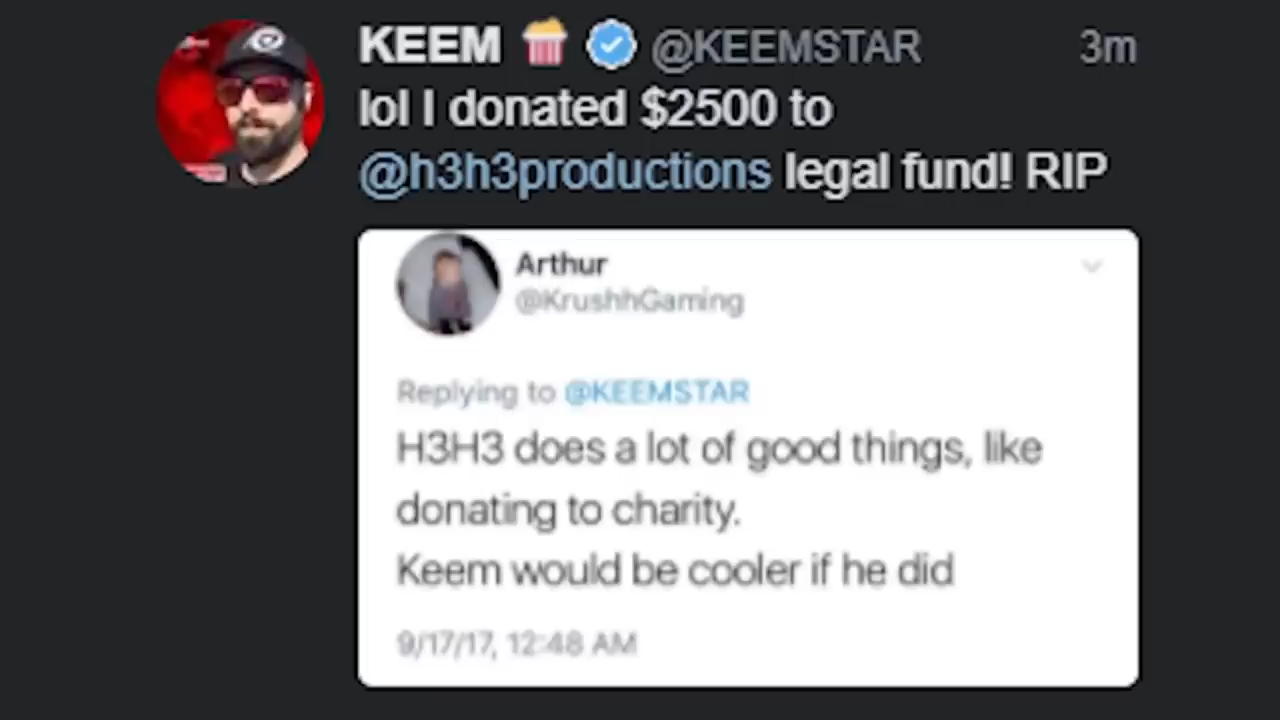 KEEM 🍿 @KEEMSTAR 3m
lol I donated $2500 to
@h3h3productions legal fund! RIP
Arthur
@KrushhGaming
Replying to @KEEMSTAR
H3H3 does a lot of good things, like
donating to charity.
Keem would be cooler if he did
9/17/17, 12:48 AM